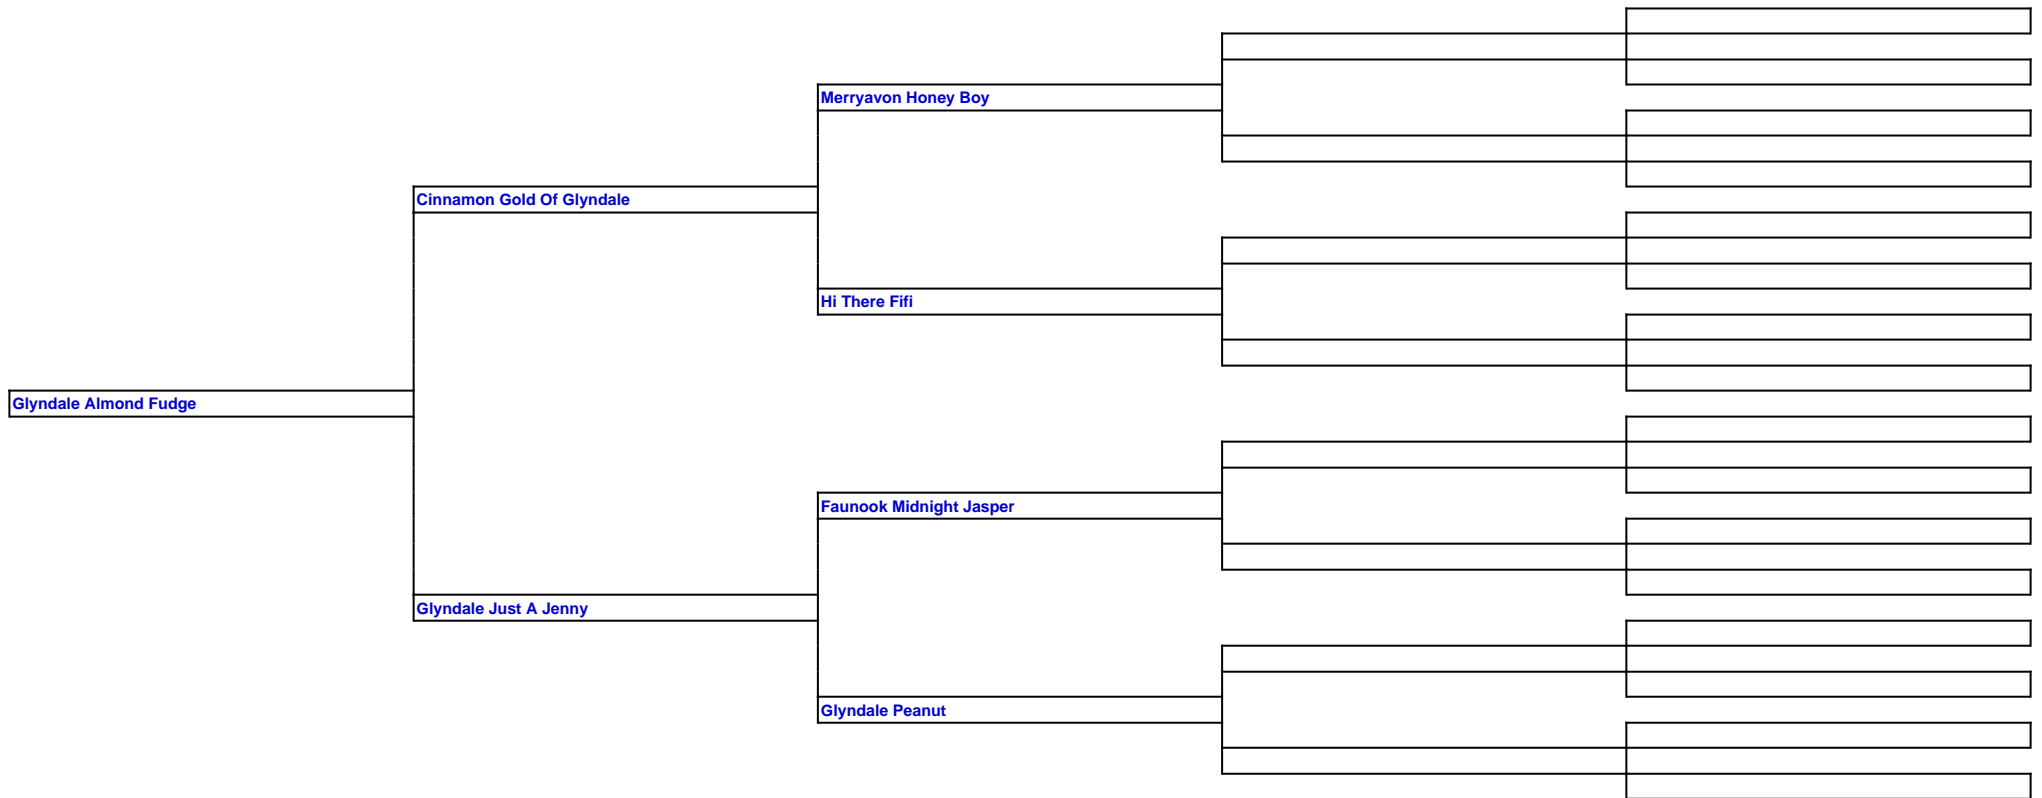 Merryavon Honey Boy
Cinnamon Gold Of Glyndale
Hi There Fifi
Glyndale Almond Fudge
Faunook Midnight Jasper
Glyndale Just A Jenny
Glyndale Peanut